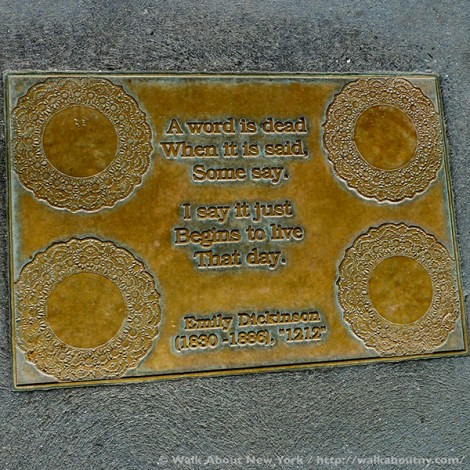 A word is dead
When it is said,
Some say.
I say it just
Begins to live
That day.
Emily Dickinson
(1830 - 1886), "1212"
© Walk About New York / http://walkaboutny.com/